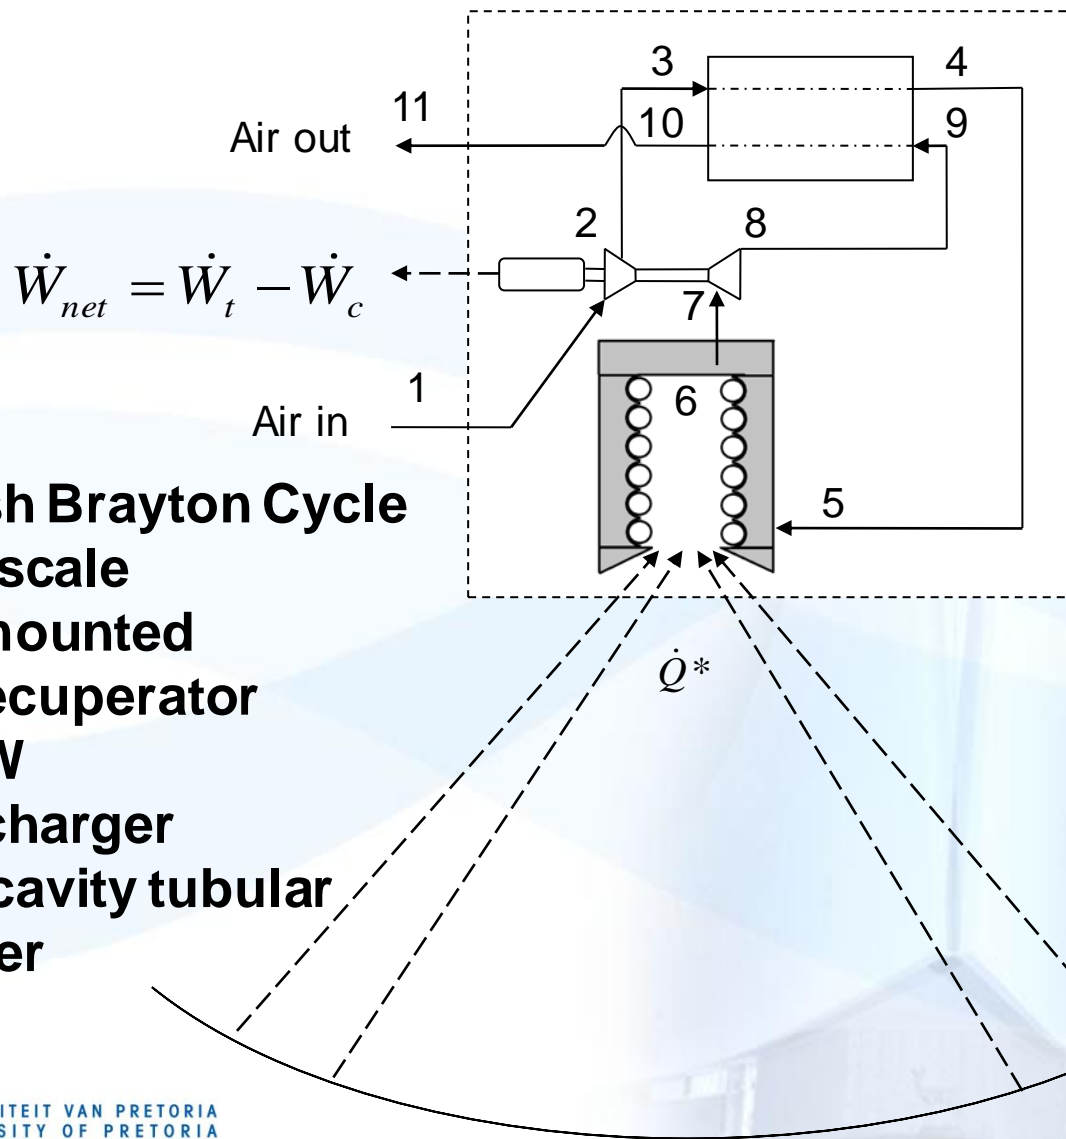 3
4
11
10
9
Air out
2
8
Ẇnet = Ẇt − Ẇc
7
1
6
Air in
5
sh Brayton Cycle
scale
mounted
ecuperator
W
charger
cavity tubular
er
Q̇*
ITEIT VAN PRETORIA
SITY OF PRETORIA